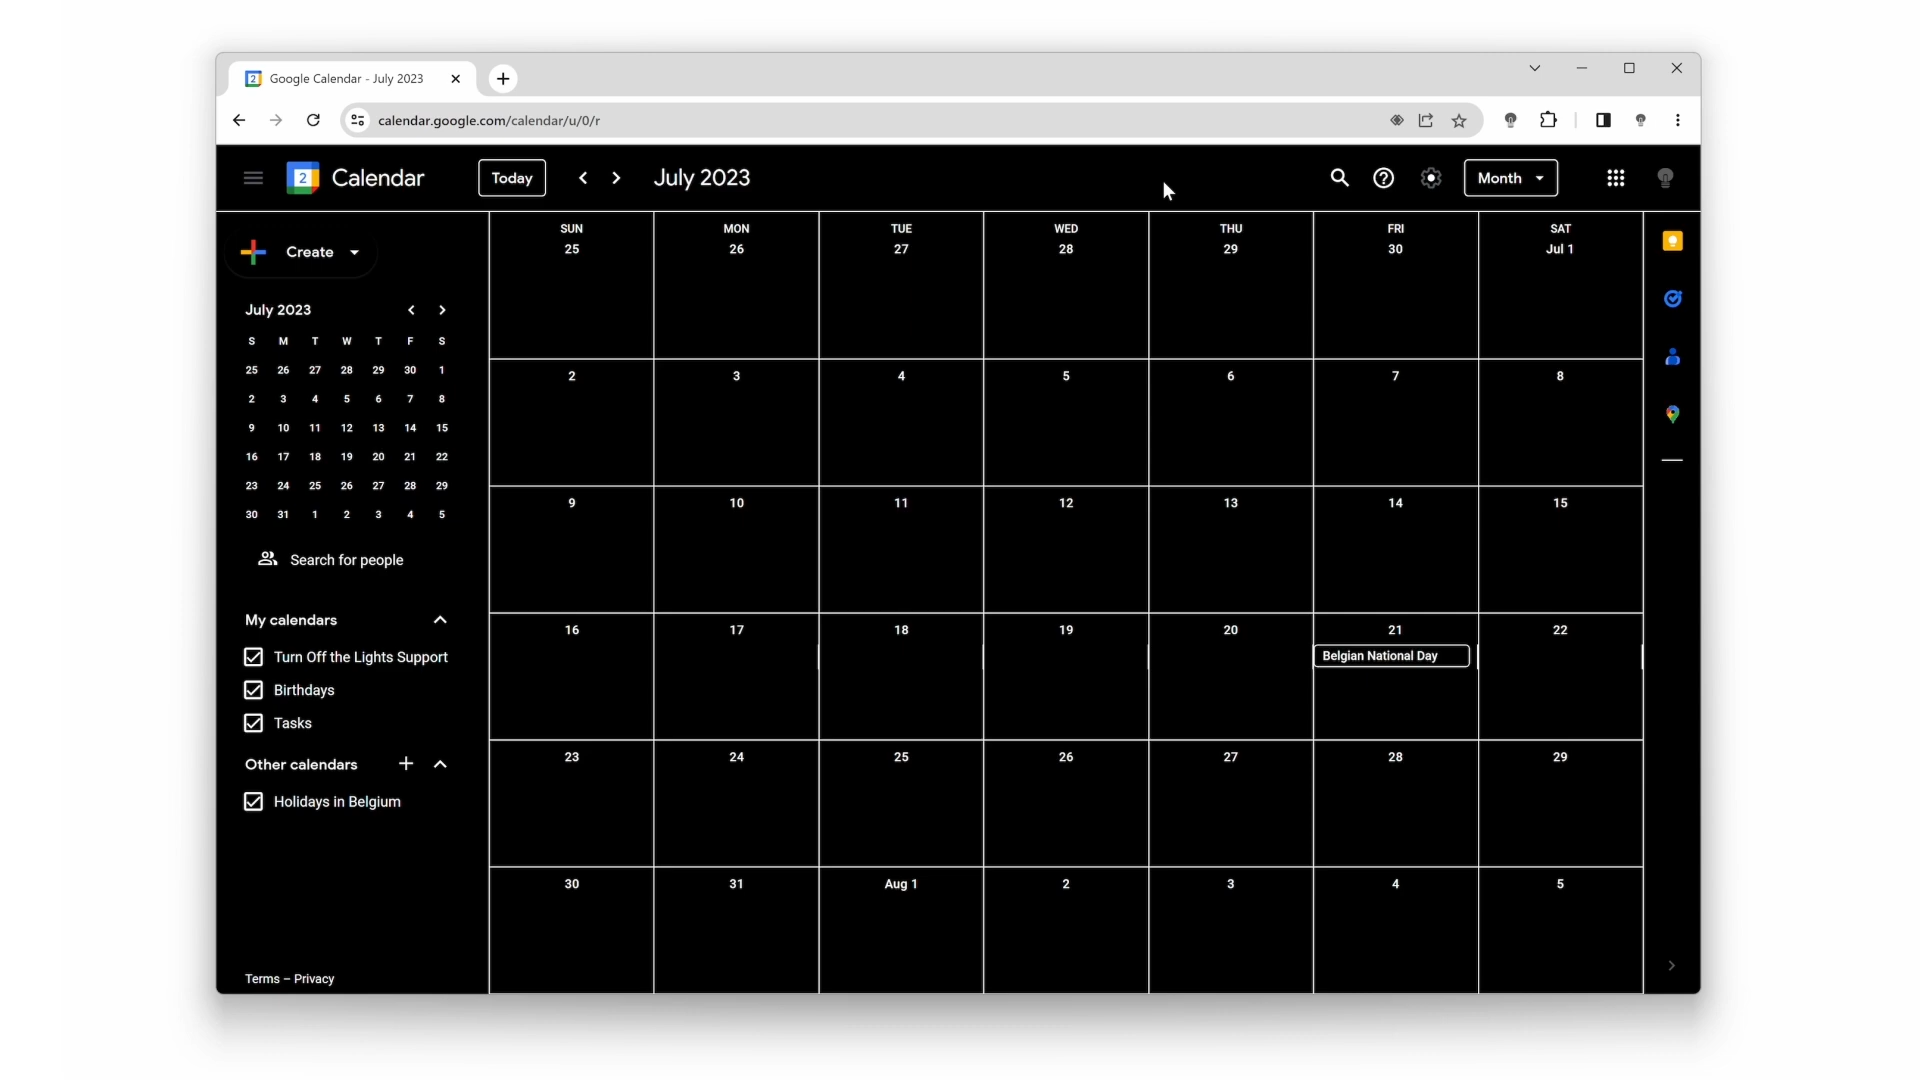 Google Calendar - July 2023
calendar.google.com/calendar/u/0/r
2 Calendar Today July 2023 Month
Create
July 2023
S M T W T F S
25 26 27 28 29 30 1
2 3 4 5 6 7 8
9 10 11 12 13 14 15
16 17 18 19 20 21 22
23 24 25 26 27 28 29
30 31 1 2 3 4 5
Search for people
My calendars
Turn Off the Lights Support
Birthdays
Tasks
Other calendars
Holidays in Belgium
Terms – Privacy
SUN MON TUE WED THU FRI SAT
25 26 27 28 29 30 Jul 1
2 3 4 5 6 7 8
9 10 11 12 13 14 15
16 17 18 19 20 21 22
Belgian National Day
23 24 25 26 27 28 29
30 31 Aug 1 2 3 4 5